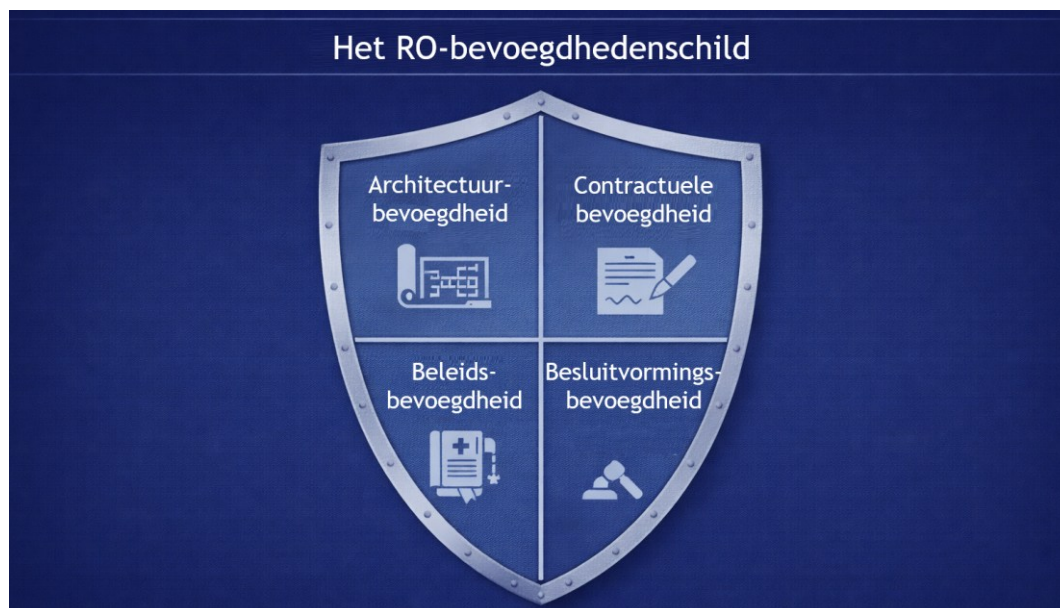 Het RO-bevoegdhedenschild
Architectuur-
bevoegdheid
Contractuele
bevoegdheid
Beleids-
bevoegdheid
Besluitvormings-
bevoegdheid